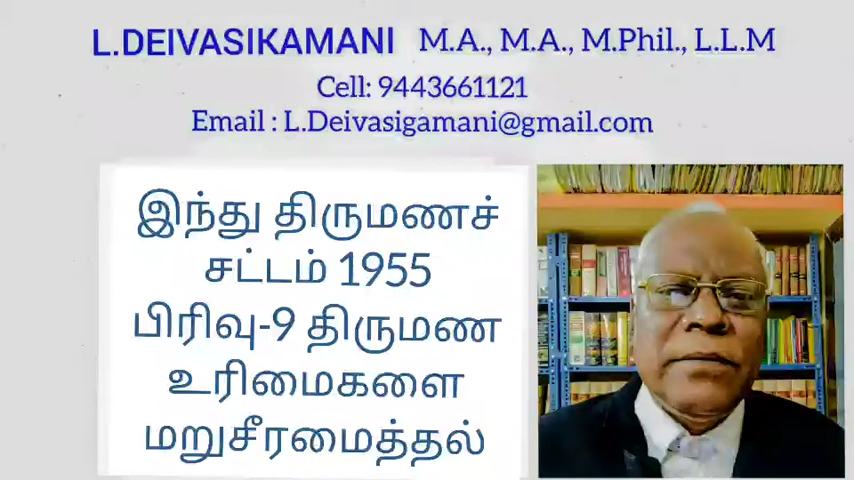 L.DEIVASIKAMANI M.A., M.A., M.Phil., L.L.M
Cell: 9443661121
Email : L.Deivasigamani@gmail.com
இந்து திருமணச்
சட்டம் 1955
பிரிவு-9 திருமண
உரிமைகளை
மறுசீரமைத்தல்